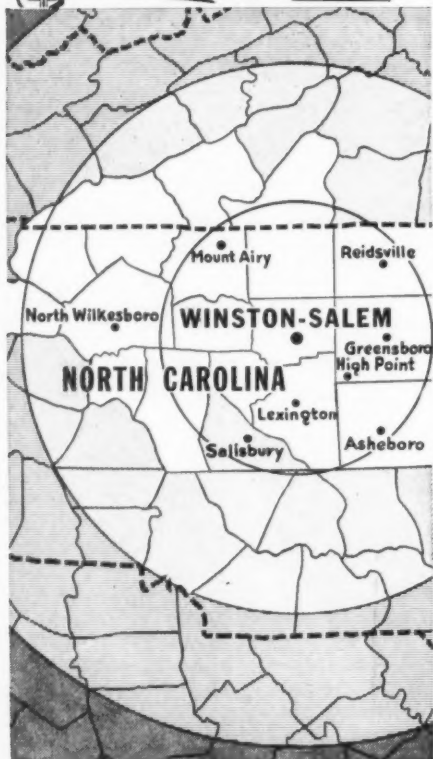 Mount Airy
Reidsville
North Wilkesboro
WINSTON-SALEM
Greensboro
High Point
NORTH CAROLINA
Lexington
Salisbury
Asheboro